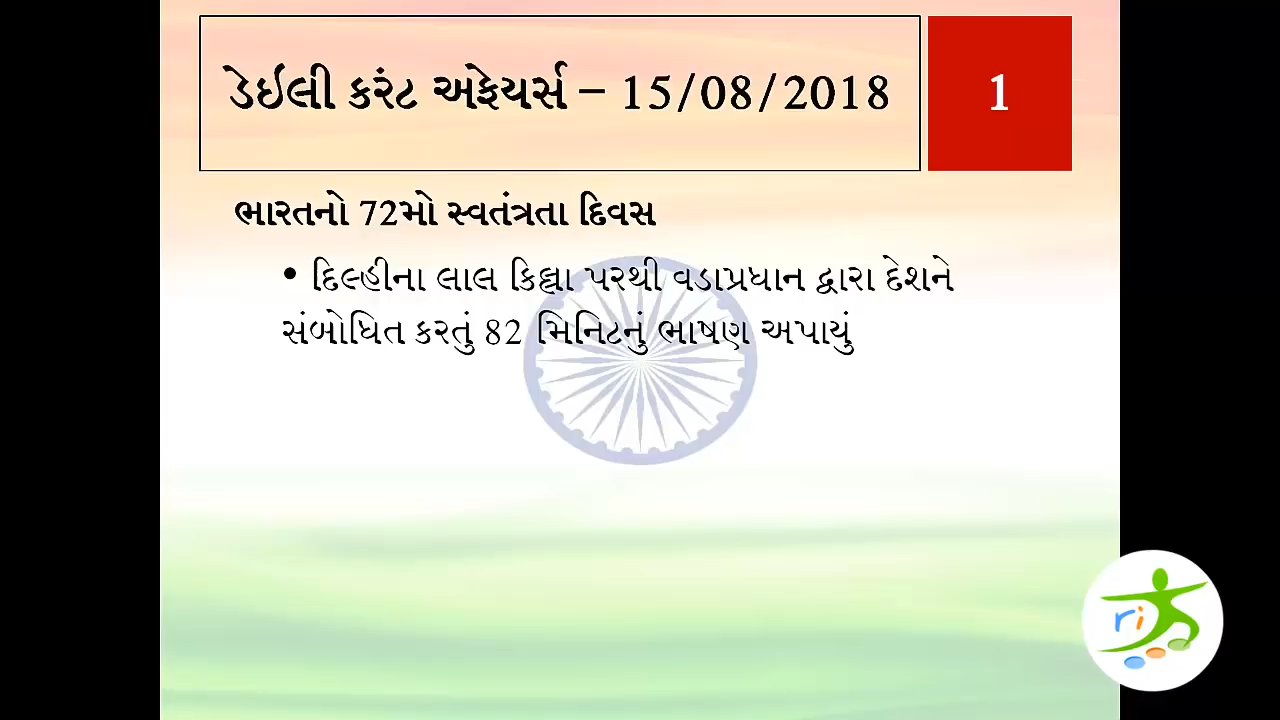 ડેઇલી કરંટ અફેયર્સ – 15/08/2018
1
ભારતનો 72મો સ્વતંત્રતા દિવસ
• દિલ્હીના લાલ કિલ્લા પરથી વડાપ્રધાન દ્વારા દેશને
સંબોધિત કરતું 82 મિનિટનું ભાષણ અપાયું
ri